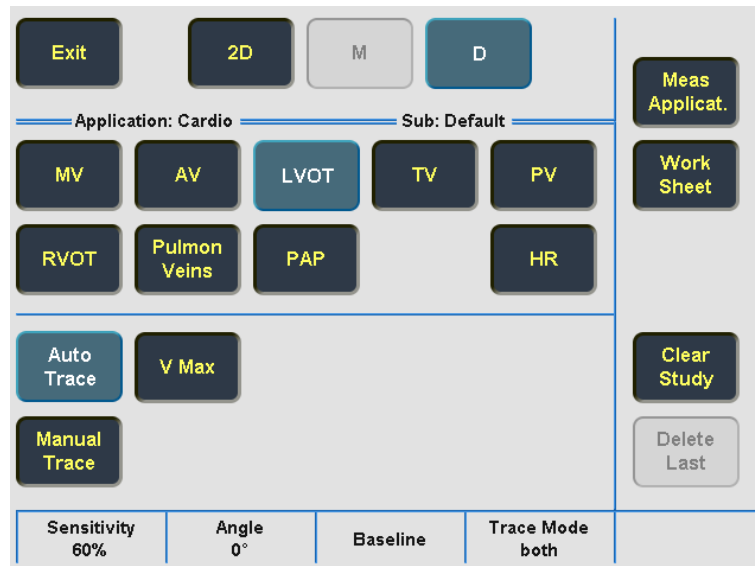 Exit
2D
M
D
Meas
Applicat.
Application: Cardio
Sub: Default
MV
AV
LVOT
TV
PV
Work
Sheet
RVOT
Pulmon
Veins
PAP
HR
Auto
Trace
V Max
Clear
Study
Manual
Trace
Delete
Last
Sensitivity
60%
Angle
0°
Baseline
Trace Mode
both